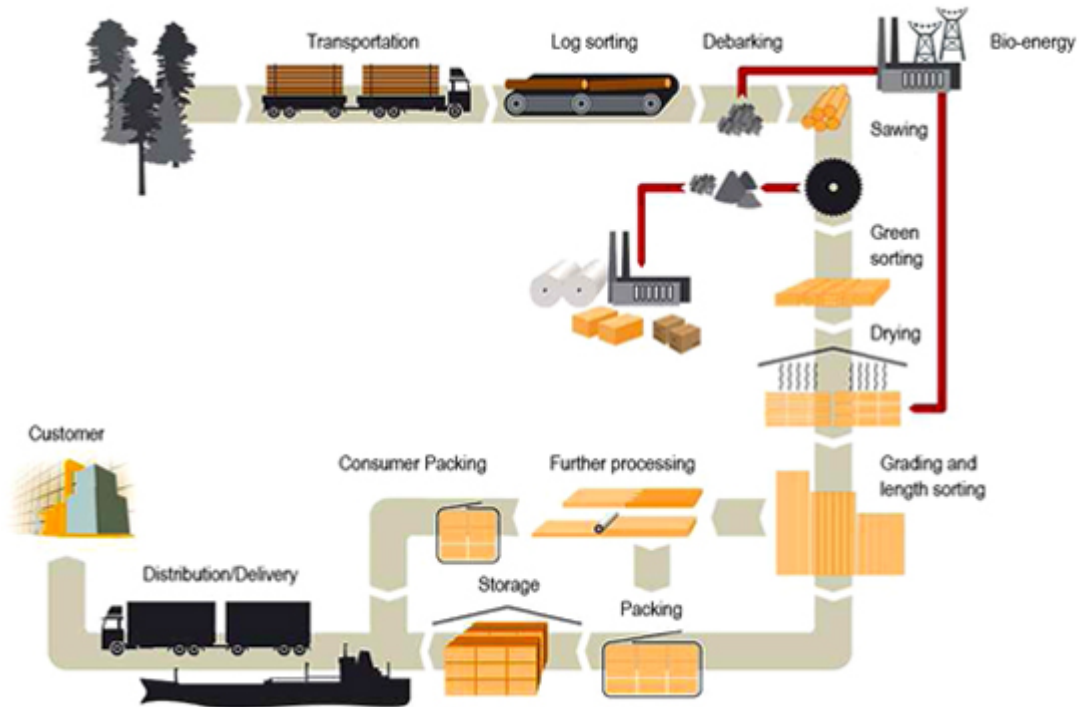 Transportation
Log sorting
Debarking
Bio-energy
Sawing
Green
sorting
Drying
Customer
Consumer Packing
Further processing
Grading and
length sorting
Distribution/Delivery
Storage
Packing